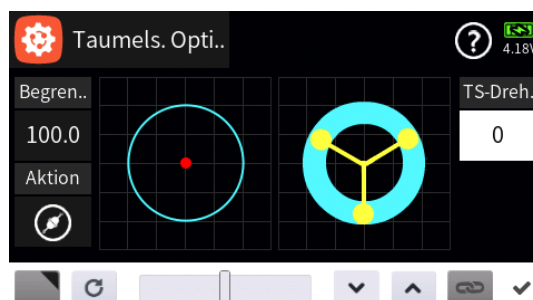 Taumels. Opti..
?
4.18V
Begren..
TS-Dreh.
100.0
0
Aktion